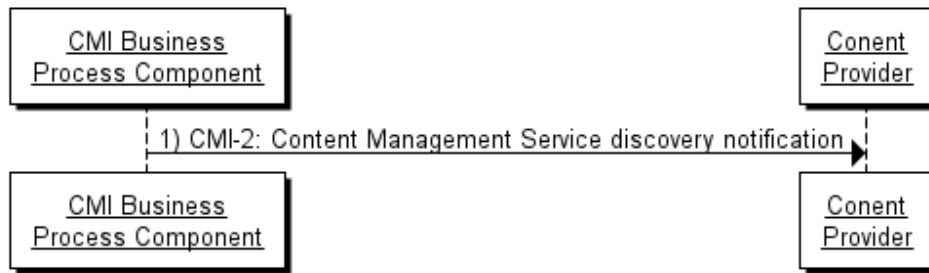 CMI Business
Process Component
Conent
Provider
1) CMI-2: Content Management Service discovery notification
CMI Business
Process Component
Conent
Provider